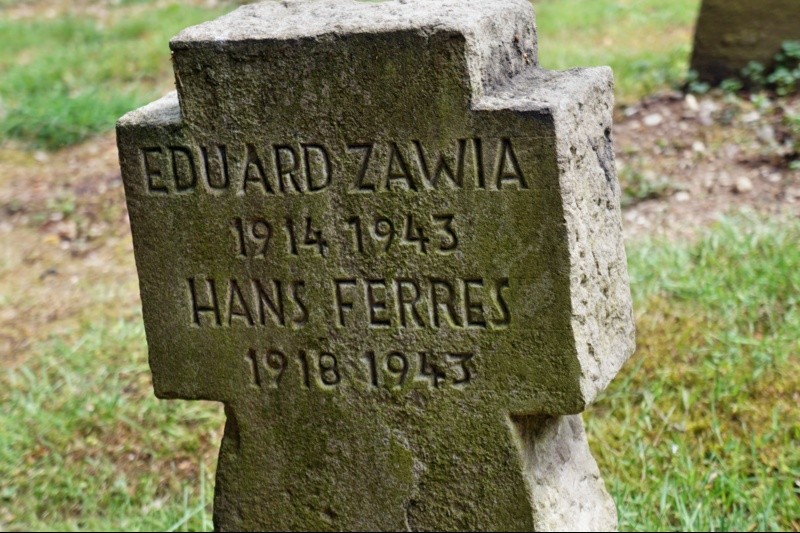 EDUARD ZAWIA
1914 1943
HANS FERRES
1918 1943